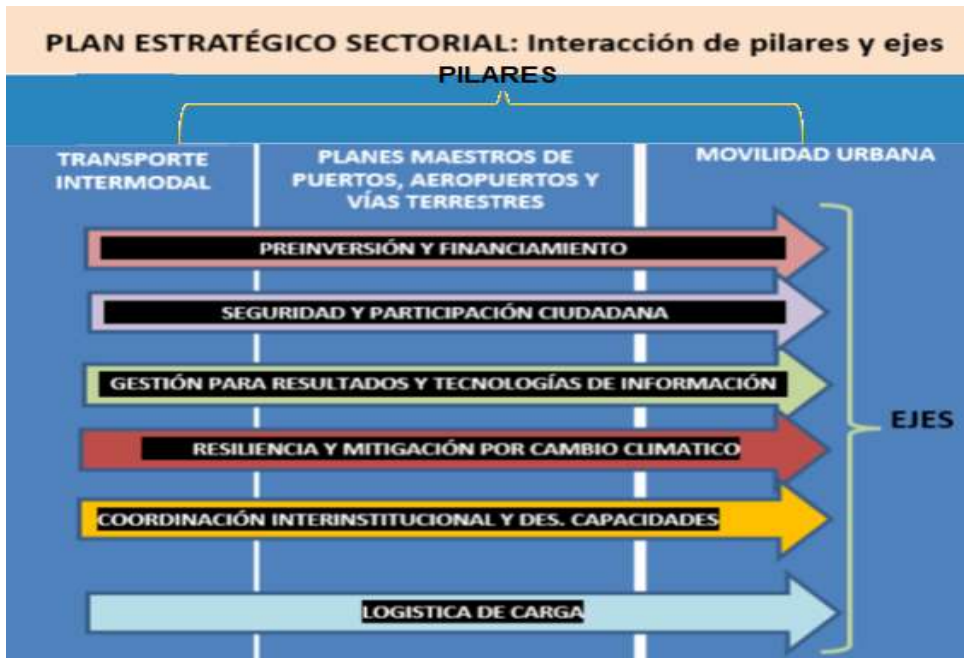 PLAN ESTRATÉGICO SECTORIAL: Interacción de pilares y ejes
PILARES
TRANSPORTE
INTERMODAL
PLANES MAESTROS DE
PUERTOS, AEROPUERTOS Y
VÍAS TERRESTRES
MOVILIDAD URBANA
PREINVERSIÓN Y FINANCIAMIENTO
SEGURIDAD Y PARTICIPACIÓN CIUDADANA
GESTIÓN PARA RESULTADOS Y TECNOLOGÍAS DE INFORMACIÓN
RESILIENCIA Y MITIGACIÓN POR CAMBIO CLIMATICO
COORDINACIÓN INTERINSTITUCIONAL Y DES. CAPACIDADES
LOGISTICA DE CARGA
EJES